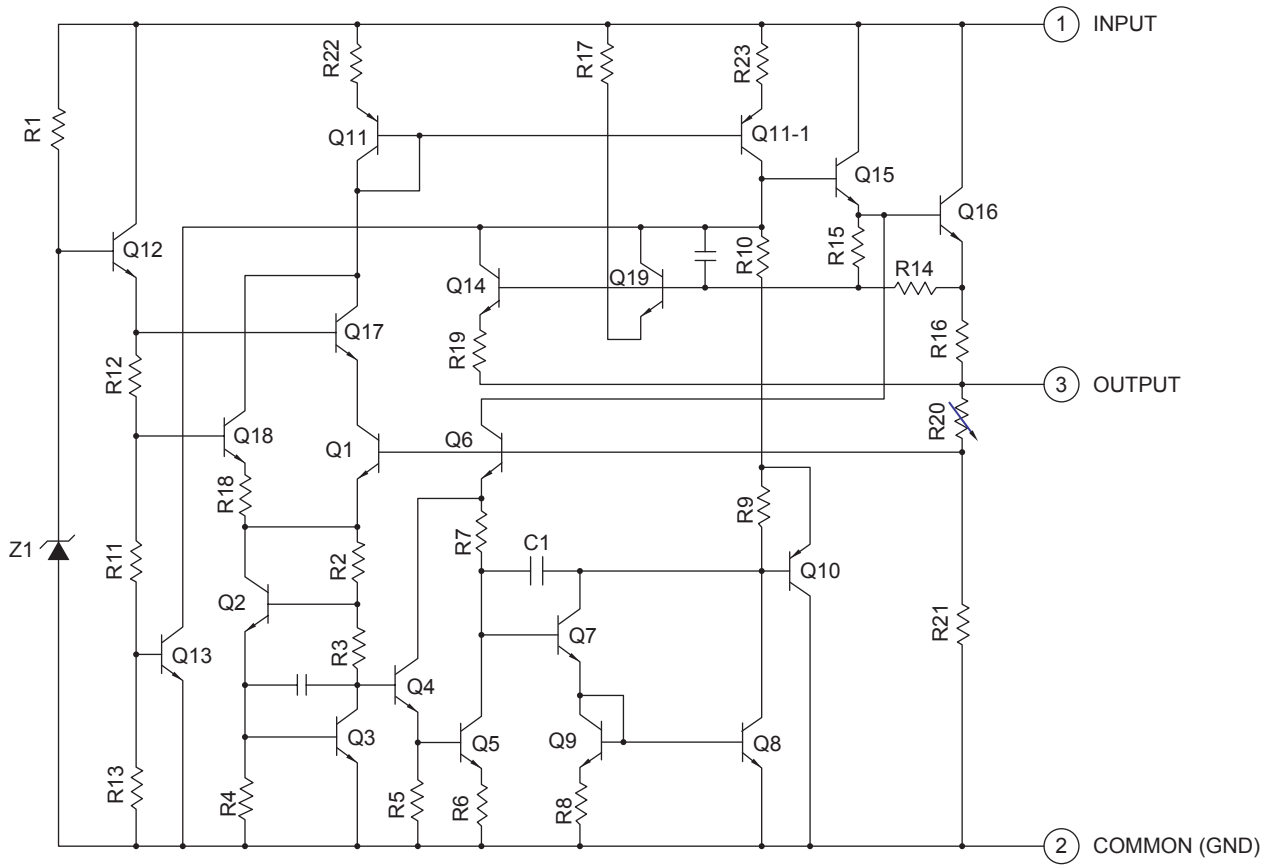 1 INPUT
R22
R17
R23
R1
Q11
Q11-1
Q15
Q16
Q12
R10
R15
R14
Q14
Q19
Q17
R16
R12
R19
3 OUTPUT
R20
Q18
Q1
Q6
R18
R9
R7
C1
Z1
R11
R2
Q10
Q2
R21
Q7
R3
Q13
Q4
Q3
Q5
Q9
Q8
R13
R4
R5
R6
R8
2 COMMON (GND)